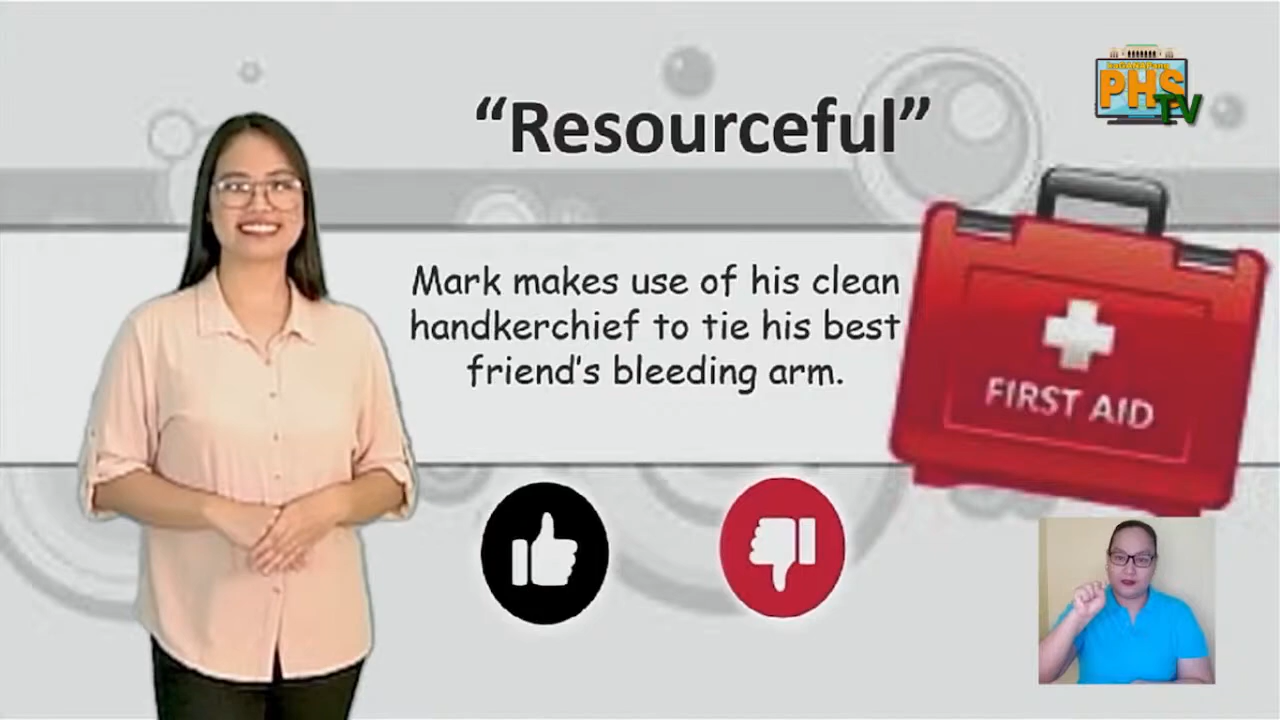 “Resourceful”
PHS
TV
Mark makes use of his clean
handkerchief to tie his best
friend's bleeding arm.
FIRST AID